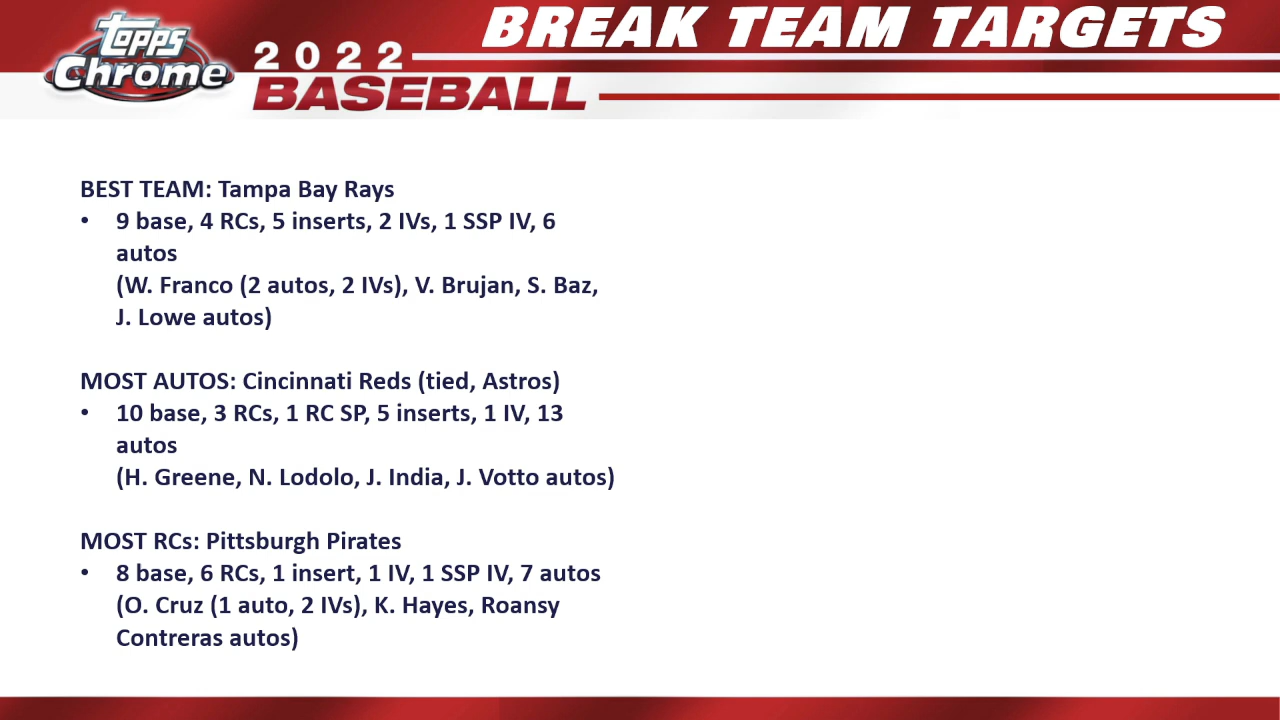 BREAK TEAM TARGETS
Topps
Chrome
2022
BASEBALL
BEST TEAM: Tampa Bay Rays
• 9 base, 4 RCs, 5 inserts, 2 IVs, 1 SSP IV, 6
autos
(W. Franco (2 autos, 2 IVs), V. Brujan, S. Baz,
J. Lowe autos)
MOST AUTOS: Cincinnati Reds (tied, Astros)
• 10 base, 3 RCs, 1 RC SP, 5 inserts, 1 IV, 13
autos
(H. Greene, N. Lodolo, J. India, J. Votto autos)
MOST RCs: Pittsburgh Pirates
• 8 base, 6 RCs, 1 insert, 1 IV, 1 SSP IV, 7 autos
(O. Cruz (1 auto, 2 IVs), K. Hayes, Roansy
Contreras autos)